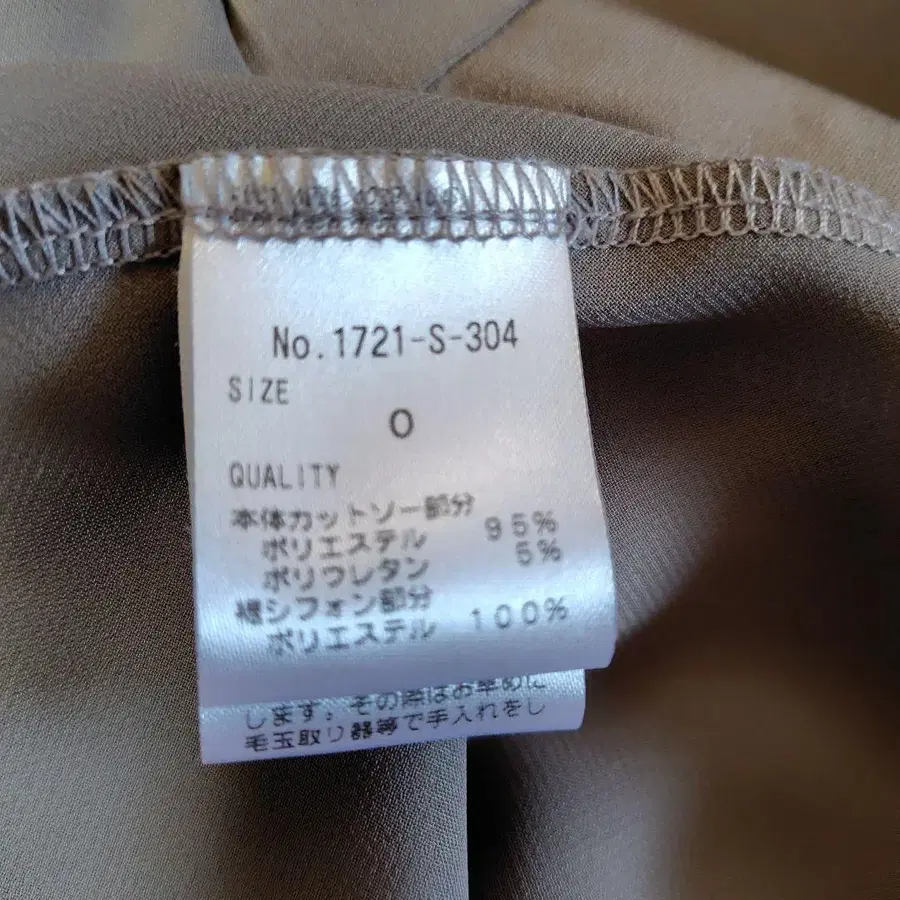 No.1721-S-304
SIZE
0
QUALITY
本体カットソー部分
ポリエステル 95%
ポリウレタン 5%
裾シフォン部分
ポリエステル 100%
します。その際はお早めに
毛玉取り器等で手入れをし